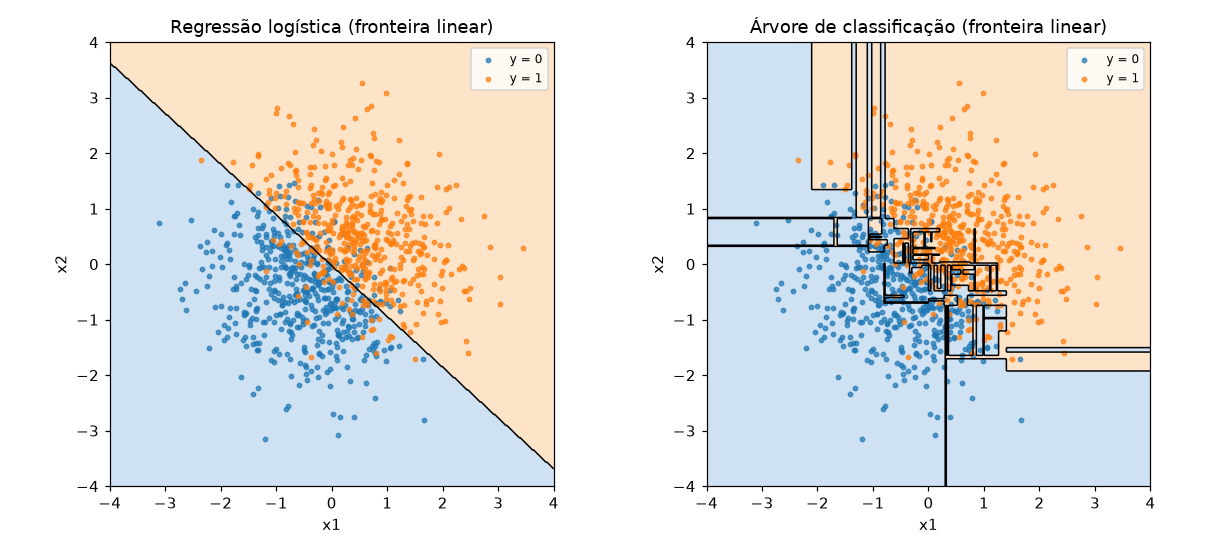 Regressão logística (fronteira linear)
y = 0
y = 1
4
3
2
1
0
−1
−2
−3
−4
x2
−4 −3 −2 −1 0 1 2 3 4
x1
Árvore de classificação (fronteira linear)
y = 0
y = 1
4
3
2
1
0
−1
−2
−3
−4
x2
−4 −3 −2 −1 0 1 2 3 4
x1